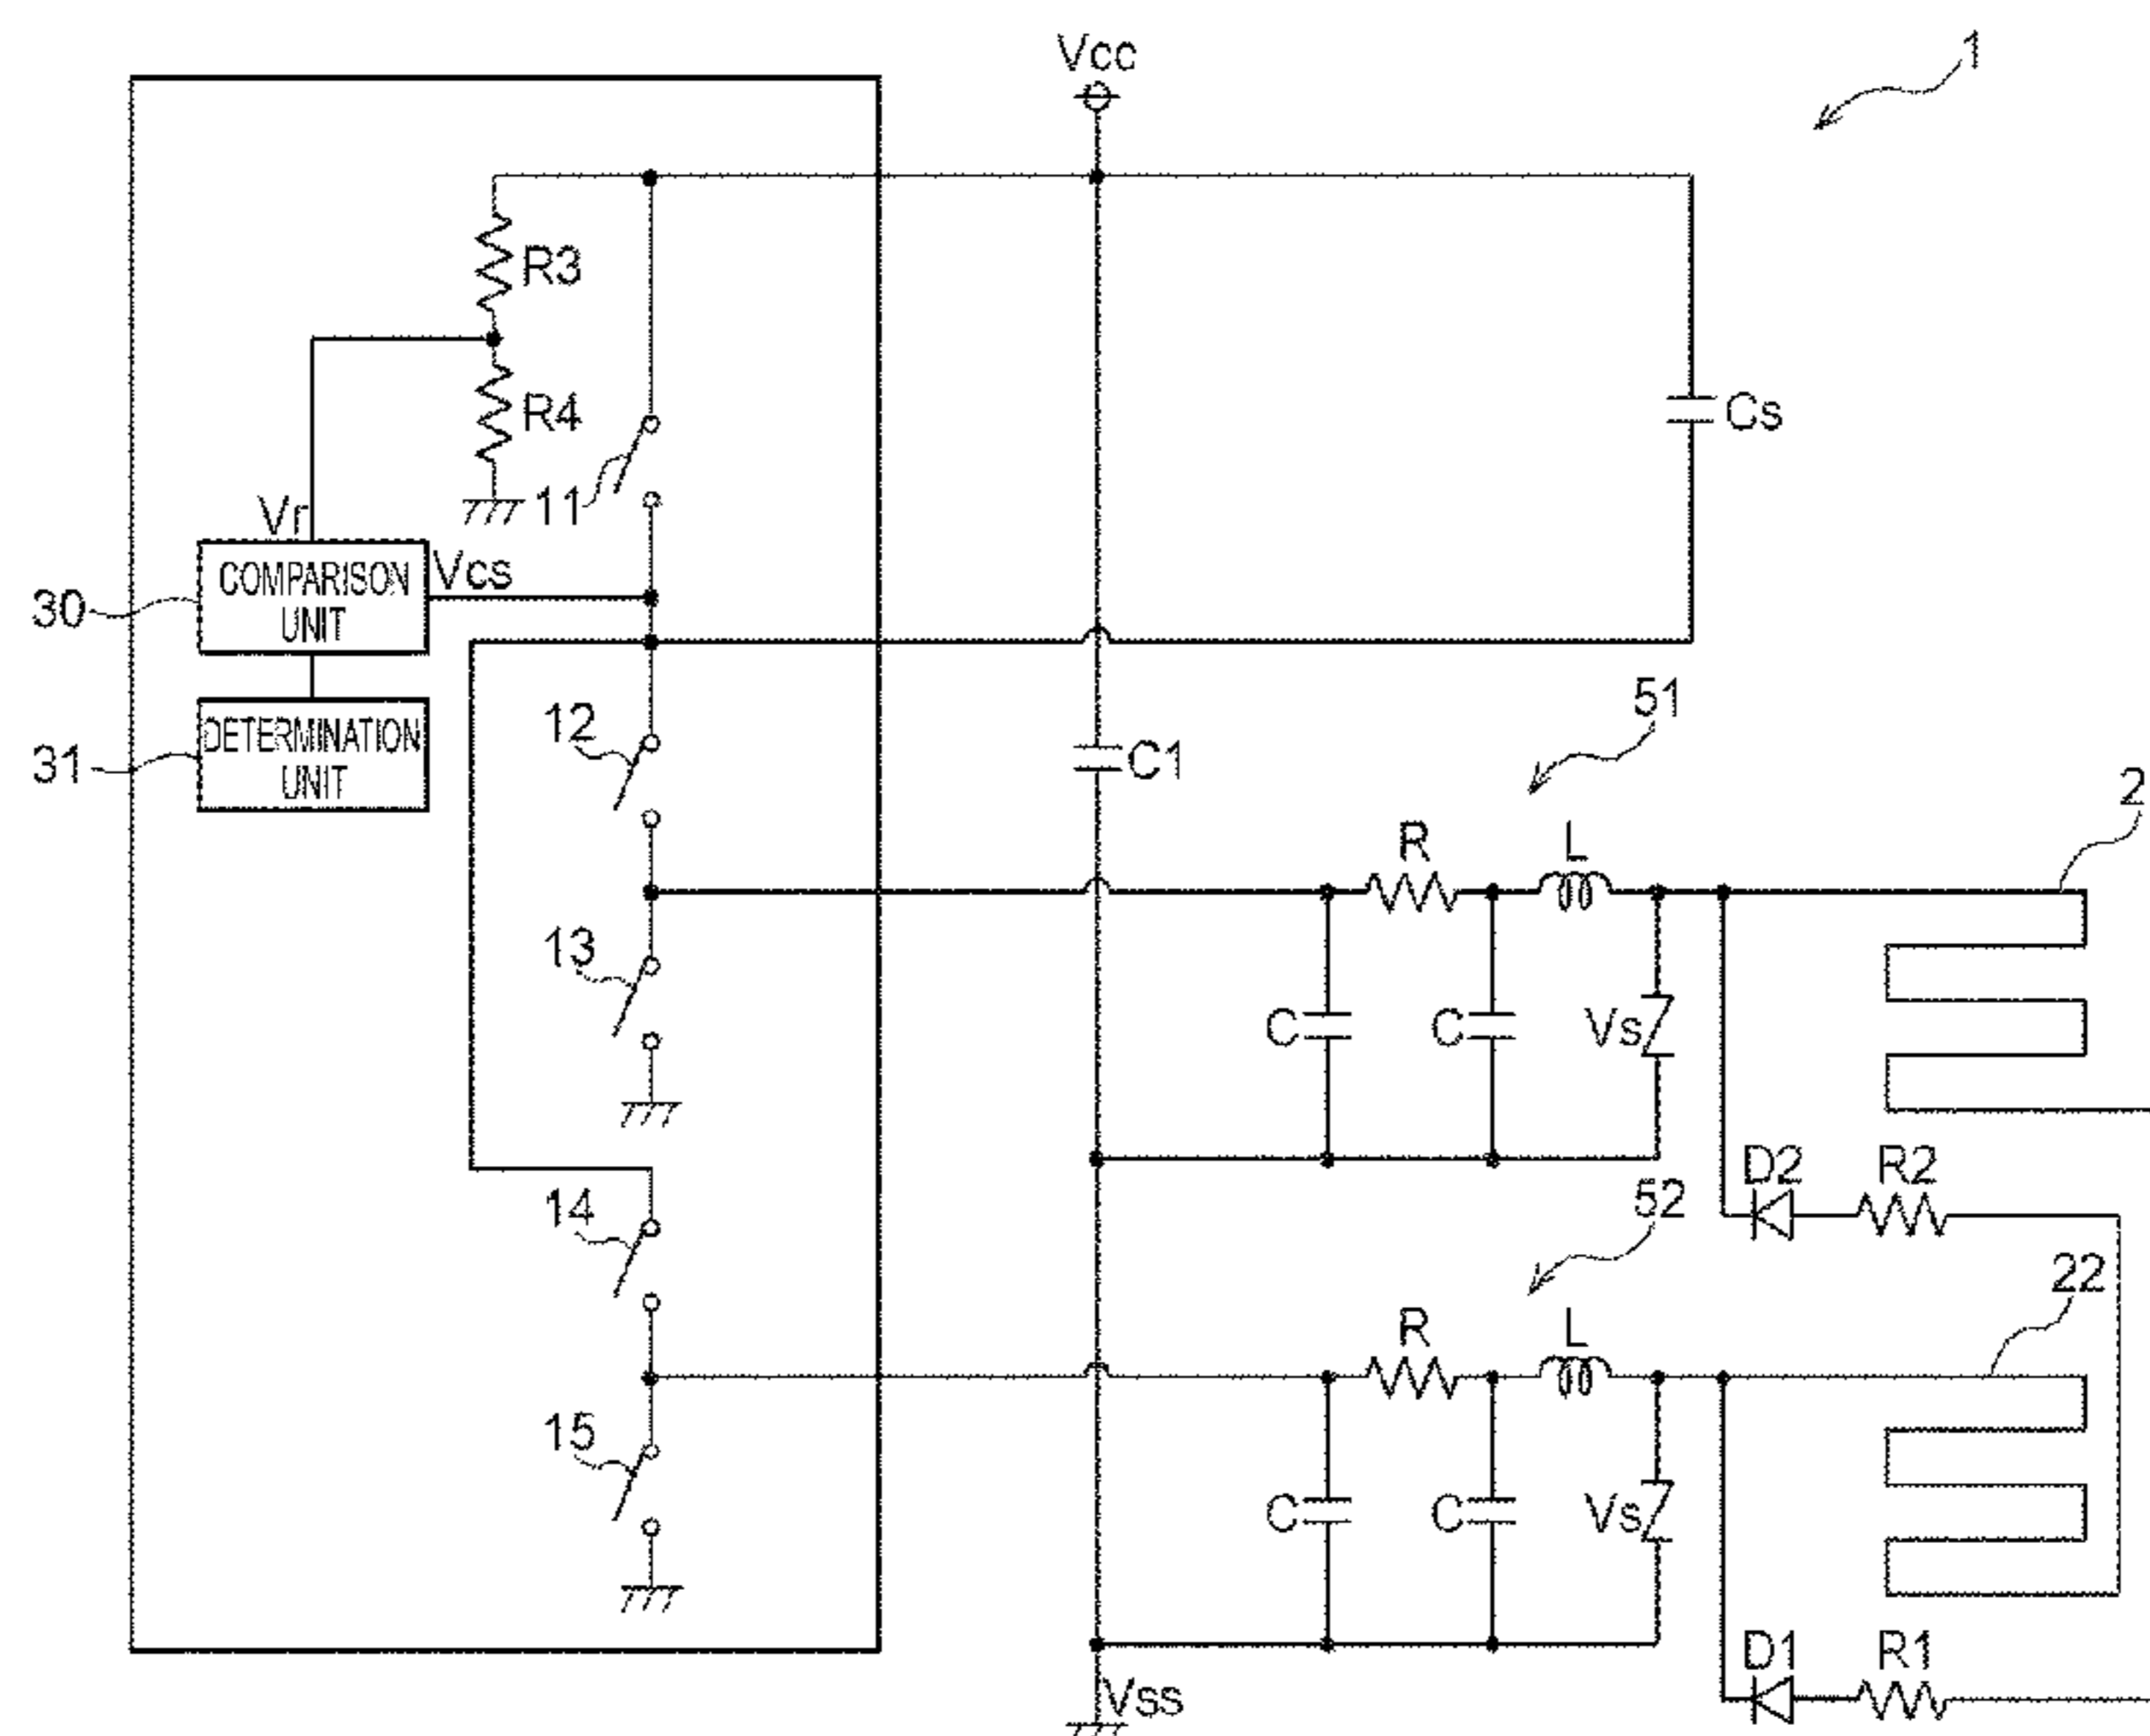 Vcc
1
R3
R4
Cs
11
Vr
COMPARISON
UNIT
Vcs
30
DETERMINATION
UNIT
31
12
C1
51
2
R
L
13
C
C
Vs
D2
R2
14
52
22
R
L
15
C
C
Vs
D1
R1
Vss